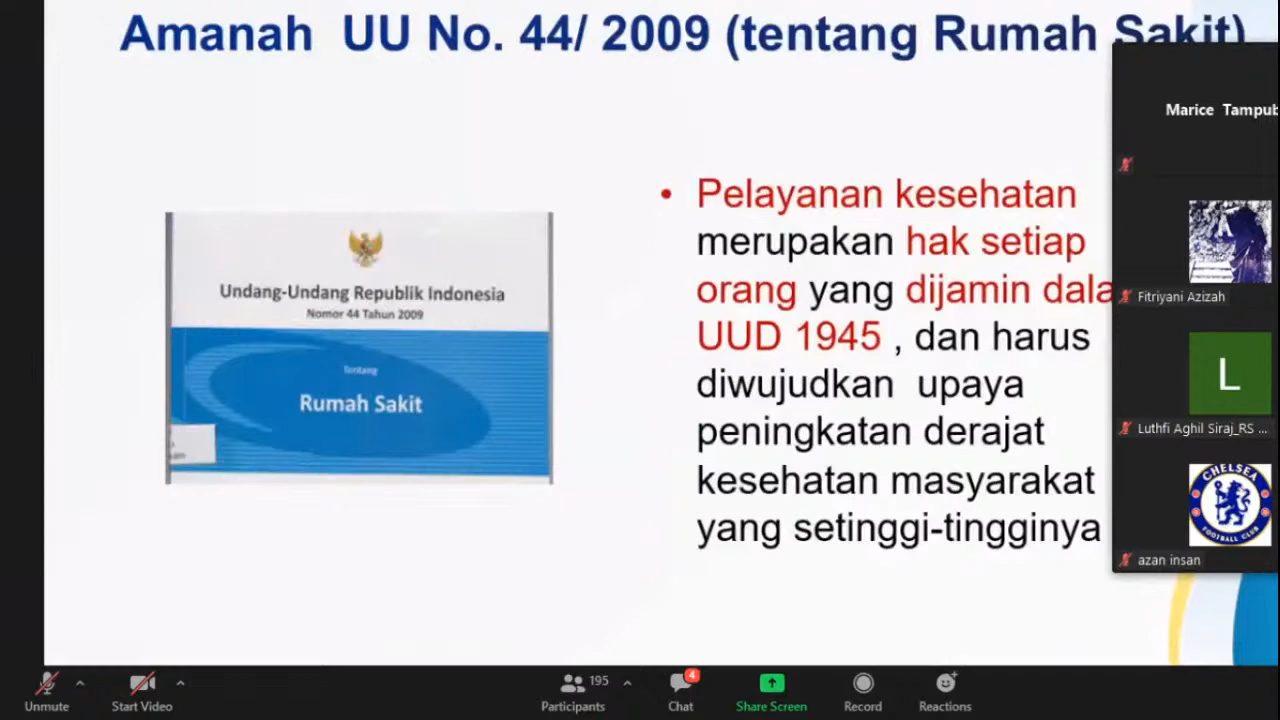 Amanah UU No. 44/ 2009 (tentang Rumah Sakit)
Undang-Undang Republik Indonesia
Nomor 44 Tahun 2009
Tentang
Rumah Sakit
• Pelayanan kesehatan
merupakan hak setiap
orang yang dijamin
UUD 1945 , dan harus
diwujudkan upaya
peningkatan derajat
kesehatan masyarakat
yang setinggi-tingginya
Marice
Fitriyani Azizah
L
Luthfi Aghil Siraj_RS ...
CHELSEA
FOOTBALL CLUB
azan insan
Unmute
Start Video
195
Participants
4
Chat
Share Screen
Record
Reactions